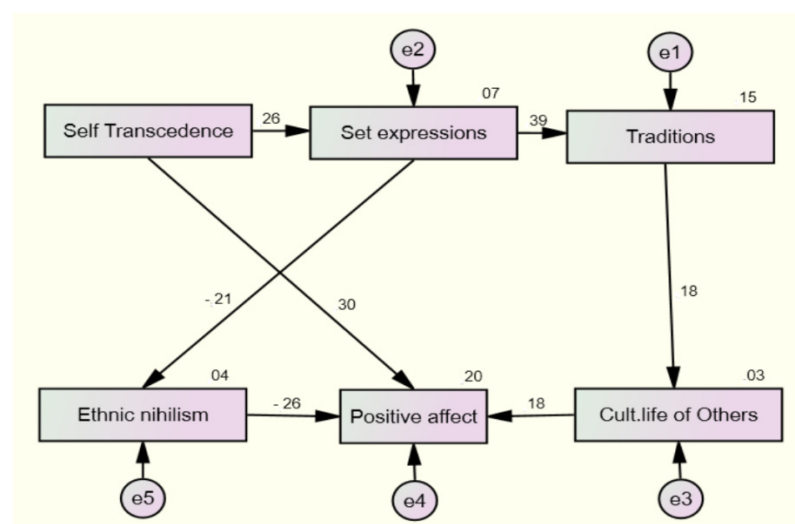 e2
e1
07
15
Self Transcedence
26
Set expressions
39
Traditions
-.21
30
.18
04
.20
.03
Ethnic nihilism
-.26
Positive affect
.18
Cult.life of Others
e5
e4
e3